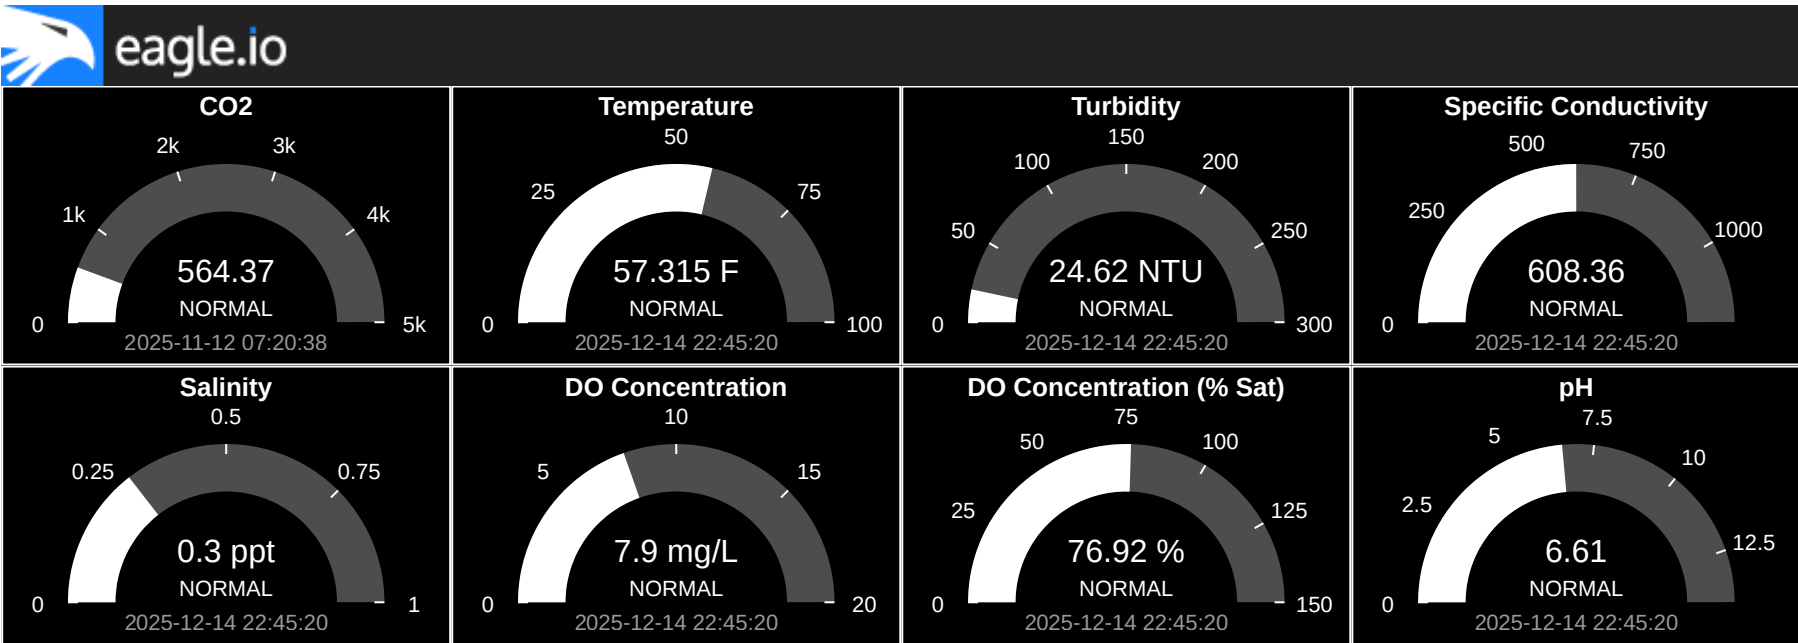 eagle.io
CO2
0
1k
2k
3k
4k
5k
564.37
NORMAL
2025-11-12 07:20:38
Temperature
0
25
50
75
100
57.315 F
NORMAL
2025-12-14 22:45:20
Turbidity
0
50
100
150
200
250
300
24.62 NTU
NORMAL
2025-12-14 22:45:20
Specific Conductivity
0
250
500
750
1000
608.36
NORMAL
2025-12-14 22:45:20
Salinity
0
0.25
0.5
0.75
1
0.3 ppt
NORMAL
2025-12-14 22:45:20
DO Concentration
0
5
10
15
20
7.9 mg/L
NORMAL
2025-12-14 22:45:20
DO Concentration (% Sat)
0
25
50
75
100
125
150
76.92 %
NORMAL
2025-12-14 22:45:20
pH
0
2.5
5
7.5
10
12.5
6.61
NORMAL
2025-12-14 22:45:20